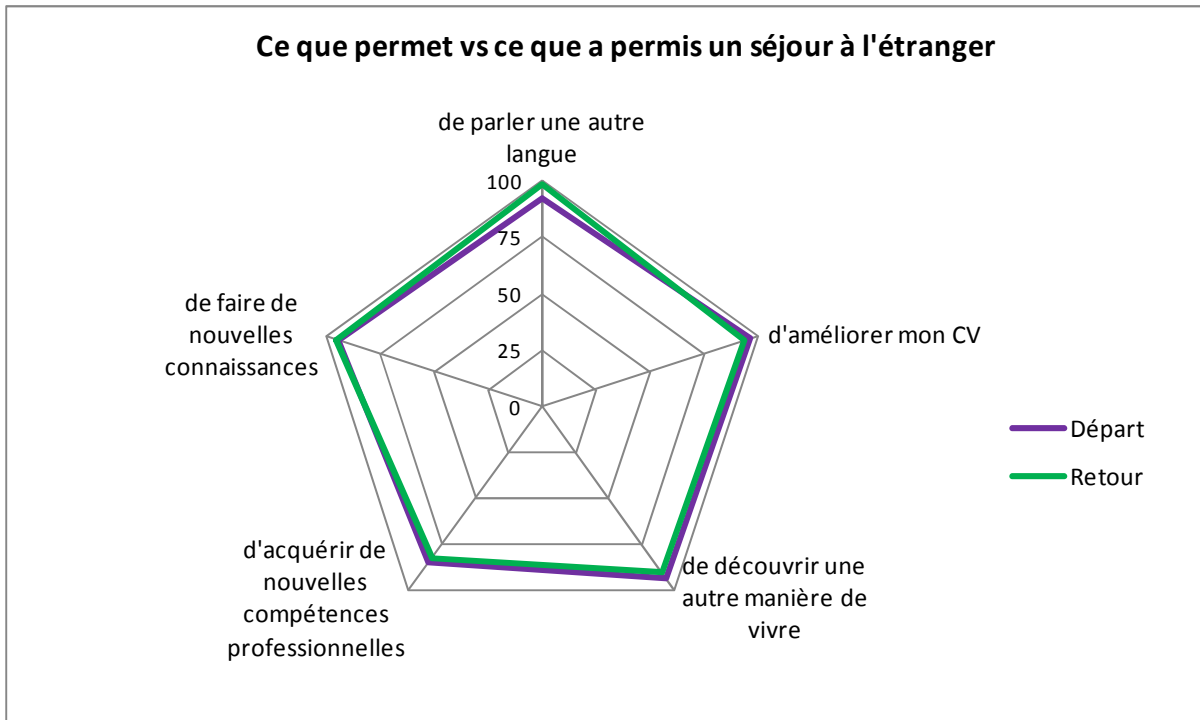 Ce que permet vs ce que a permis un séjour à l'étranger
de parler une autre
langue
100
75
50
25
0
d'améliorer mon CV
de découvrir une
autre manière de
vivre
d'acquérir de
nouvelles
compétences
professionnelles
de faire de
nouvelles
connaissances
Départ
Retour